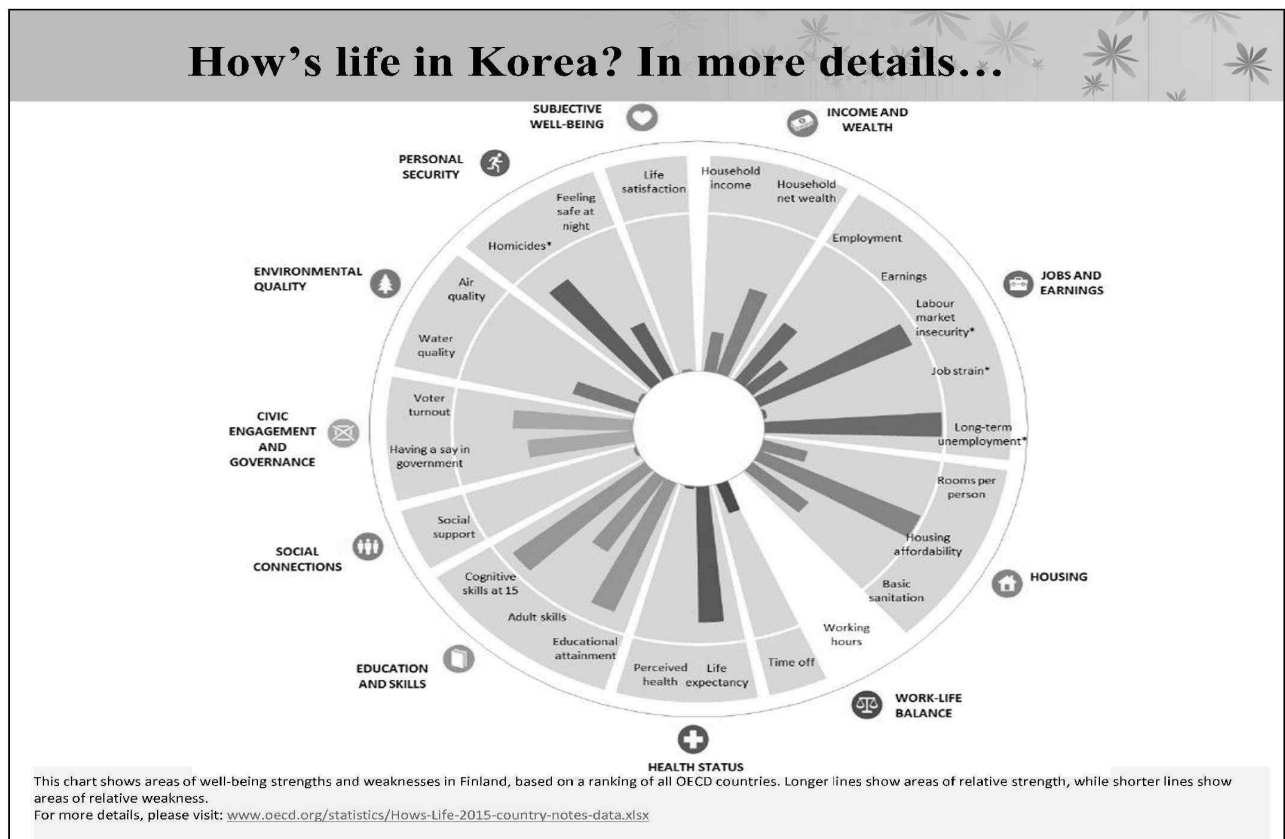 How's life in Korea? In more details…
SUBJECTIVE
WELL-BEING
INCOME AND
WEALTH
PERSONAL
SECURITY
Life
satisfaction
Household
income
Household
net wealth
Feeling
safe at
night
Homicides*
Employment
ENVIRONMENTAL
QUALITY
Air
quality
Earnings
JOBS AND
EARNINGS
Labour
market
insecurity*
Water
quality
Job strain*
Voter
turnout
CIVIC
ENGAGEMENT
AND
GOVERNANCE
Long-term
unemployment*
Having a say in
government
Rooms per
person
Social
support
Housing
affordability
SOCIAL
CONNECTIONS
HOUSING
Cognitive
skills at 15
Basic
sanitation
Adult skills
Working
hours
Educational
attainment
EDUCATION
AND SKILLS
Perceived
health
Life
expectancy
Time off
WORK-LIFE
BALANCE
HEALTH STATUS
This chart shows areas of well-being strengths and weaknesses in Finland, based on a ranking of all OECD countries. Longer lines show areas of relative strength, while shorter lines show
areas of relative weakness.
For more details, please visit: www.oecd.org/statistics/Hows-Life-2015-country-notes-data.xlsx